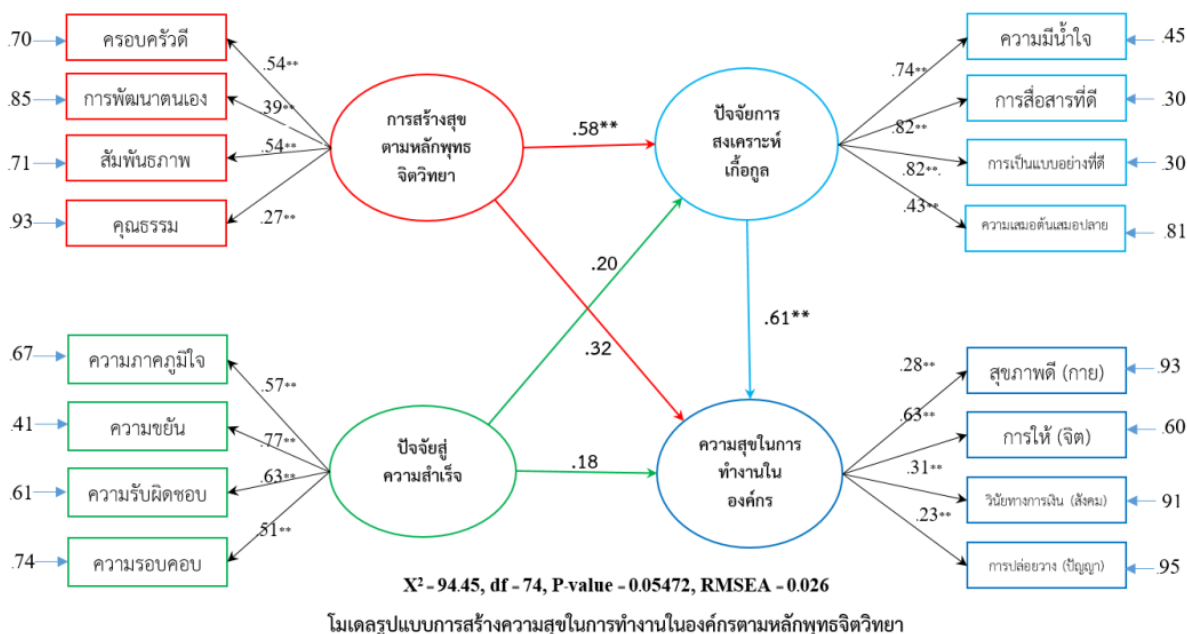 .70
ครอบครัวดี
.54**
.85
การพัฒนาตนเอง
.39**
.71
สัมพันธภาพ
.54**
.93
คุณธรรม
.27**
การสร้างสุข
ตามหลักพุทธ
จิตวิทยา
.58**
ปัจจัยการ
สงเคราะห์
เกื้อกูล
.74**
ความมีน้ำใจ
.45
.82**
การสื่อสารที่ดี
.30
.82**.
การเป็นแบบอย่างที่ดี
.30
.43**
ความเสมอต้นเสมอปลาย
.81
.20
.32
.61**
.67
ความภาคภูมิใจ
.57**
.41
ความขยัน
.77**
.61
ความรับผิดชอบ
.63**
.74
ความรอบคอบ
.51**
ปัจจัยสู่
ความสำเร็จ
.18
ความสุขในการ
ทำงานใน
องค์กร
.28**
สุขภาพดี (กาย)
.93
.63**
การให้ (จิต)
.60
.31**
วินัยทางการเงิน (สังคม)
91
.23**
การปล่อยวาง (ปัญญา)
.95
X² = 94.45, df = 74, P-value = 0.05472, RMSEA = 0.026
โมเดลรูปแบบการสร้างความสุขในการทำงานในองค์กรตามหลักพุทธจิตวิทยา